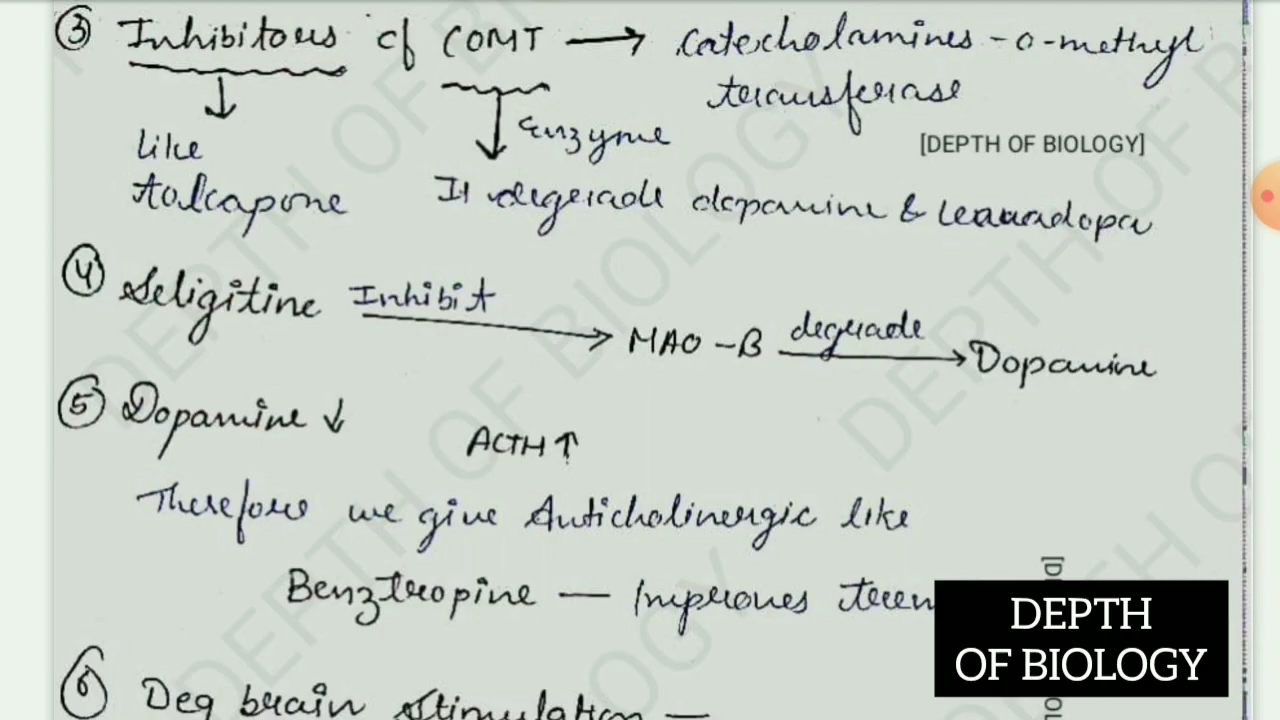 ③ Inhibitors of COMT → Catecholamines-o-methyl
transferase
↓
like
Tolcapone
↓ Enzyme
[DEPTH OF BIOLOGY]
It degrade dopamine &
④ Seligitine Inhibit → MAO-B degrade → Dopamine
⑤ Dopamine ↓
ACTH ↑
Therefore we give Anticholinergic like
Benztropine — Improves
⑥ Deep brain stimulation —
DEPTH
OF BIOLOGY